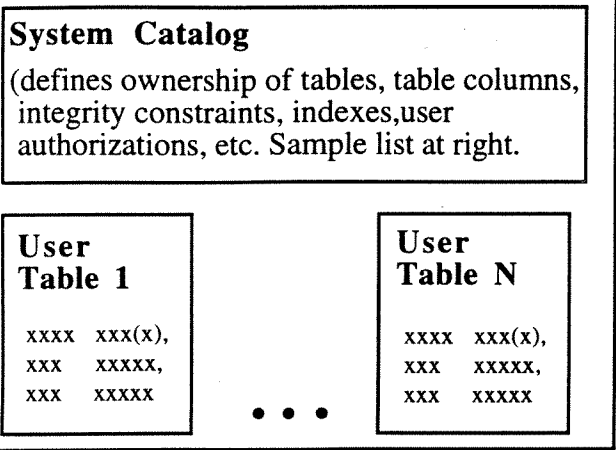 System Catalog
(defines ownership of tables, table columns,
integrity constraints, indexes,user
authorizations, etc. Sample list at right.
User
Table 1
xxxx xxx(x),
xxx xxxxx,
xxx xxxxx
• • •
User
Table N
xxxx xxx(x),
xxx xxxxx,
xxx xxxxx